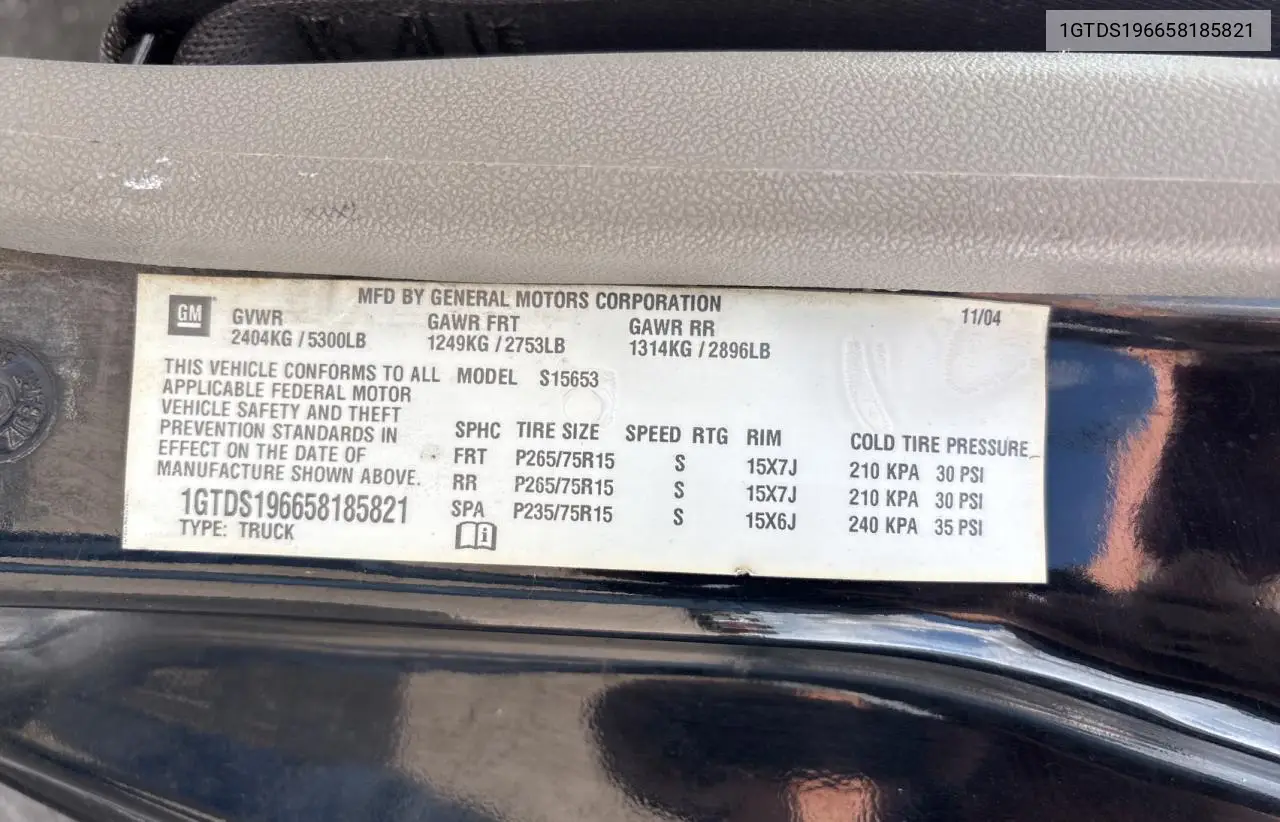 1GTDS196658185821
MFD BY GENERAL MOTORS CORPORATION
GM GVWR GAWR FRT GAWR RR 11/04
2404KG / 5300LB 1249KG / 2753LB 1314KG / 2896LB
THIS VEHICLE CONFORMS TO ALL
APPLICABLE FEDERAL MOTOR
VEHICLE SAFETY AND THEFT
PREVENTION STANDARDS IN
EFFECT ON THE DATE OF
MANUFACTURE SHOWN ABOVE.
1GTDS196658185821
TYPE: TRUCK
MODEL S15653
SPHC TIRE SIZE SPEED RTG RIM COLD TIRE PRESSURE
FRT P265/75R15 S 15X7J 210 KPA 30 PSI
RR P265/75R15 S 15X7J 210 KPA 30 PSI
SPA P235/75R15 S 15X6J 240 KPA 35 PSI